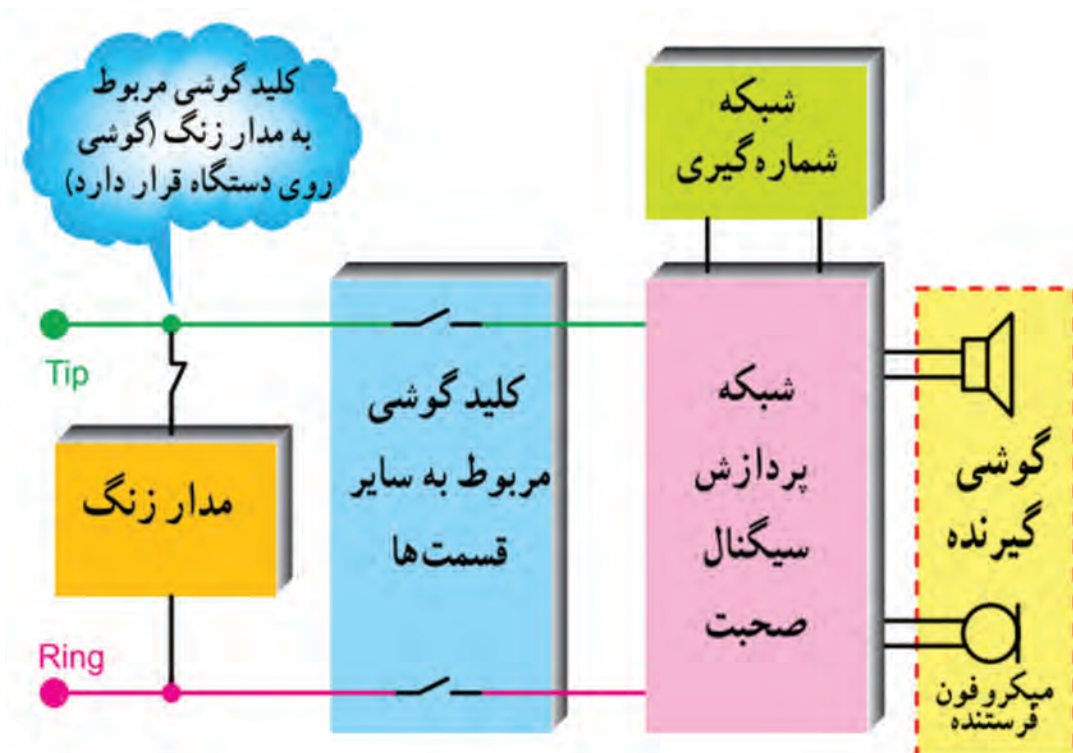 کلید گوشی مربوط
به مدار زنگ (گوشی
روی دستگاه قرار دارد)
شبکه
شماره‌گیری
Tip
مدار زنگ
Ring
کلید گوشی
مربوط به سایر
قسمت‌ها
شبکه
پردازش
سیگنال
صحبت
گوشی
گیرنده
میکروفون
فرستنده